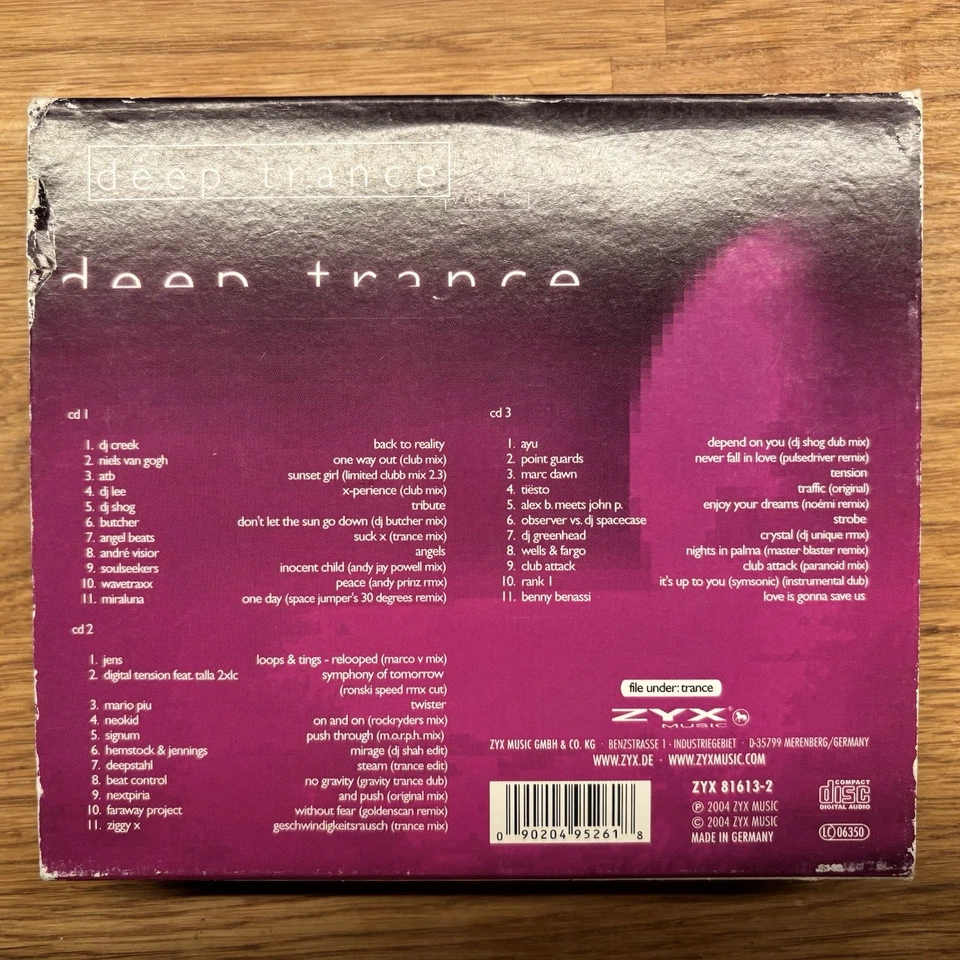 deep trance
vol.
deep trance
cd 1
1. dj creek back to reality
2. niels van gogh one way out (club mix)
3. atb sunset girl (limited clubb mix 2.3)
4. dj lee x-perience (club mix)
5. dj shog tribute
6. butcher don't let the sun go down (dj butcher mix)
7. angel beats suck x (trance mix)
8. andré visior angels
9. soulseekers inocent child (andy jay powell mix)
10. wavetraxx peace (andy prinz rmx)
11. miraluna one day (space jumper's 30 degrees remix)
cd 2
1. jens loops & tings - relooped (marco v mix)
2. digital tension feat. talla 2xlc symphony of tomorrow
(ronski speed rmx cut)
3. mario piu twister
4. neokid on and on (rockryders mix)
5. signum push through (m.o.r.p.h. mix)
6. hemstock & jennings mirage (dj shah edit)
7. deepstahl steam (trance edit)
8. beat control no gravity (gravity trance dub)
9. nextpiria and push (original mix)
10. faraway project without fear (goldenscan remix)
11. ziggy x geschwindigkeitsrausch (trance mix)
cd 3
1. ayu depend on you (dj shog dub mix)
2. point guards never fall in love (pulsedriver remix)
3. marc dawn tension
4. tiësto traffic (original)
5. alex b. meets john p. enjoy your dreams (noémi remix)
6. observer vs. dj spacecase strobe
7. dj greenhead crystal (dj unique rmx)
8. wells & fargo nights in palma (master blaster remix)
9. club attack club attack (paranoid mix)
10. rank 1 it's up to you (symsonic) (instrumental dub)
11. benny benassi love is gonna save us
file under: trance
ZYX MUSIC
ZYX MUSIC GMBH & CO. KG · BENZSTRASSE 1 · INDUSTRIEGEBIET · D-35799 MERENBERG/GERMANY
WWW.ZYX.DE · WWW.ZYXMUSIC.COM
0 90204 95261 8
ZYX 81613-2
℗ 2004 ZYX MUSIC
© 2004 ZYX MUSIC
MADE IN GERMANY
COMPACT
disc
DIGITAL AUDIO
LC 06350